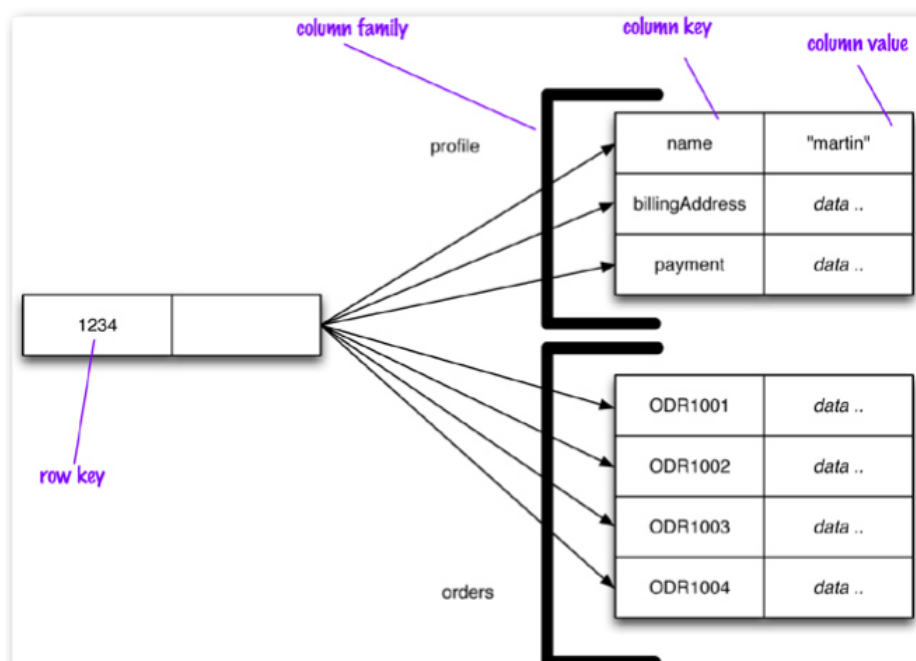 column family
column key
column value
profile
name
"martin"
billingAddress
data ..
payment
data ..
1234
row key
ODR1001
data ..
ODR1002
data ..
ODR1003
data ..
ODR1004
data ..
orders